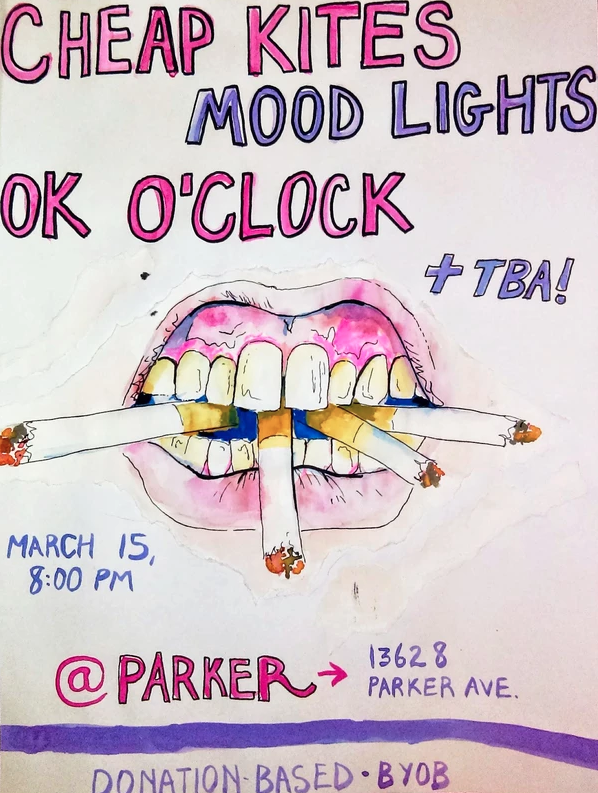 CHEAP KITES
MOOD LIGHTS
OK O'CLOCK
+ TBA!
MARCH 15,
8:00 PM
@ PARKER → 13628
PARKER AVE.
DONATION-BASED • BYOB